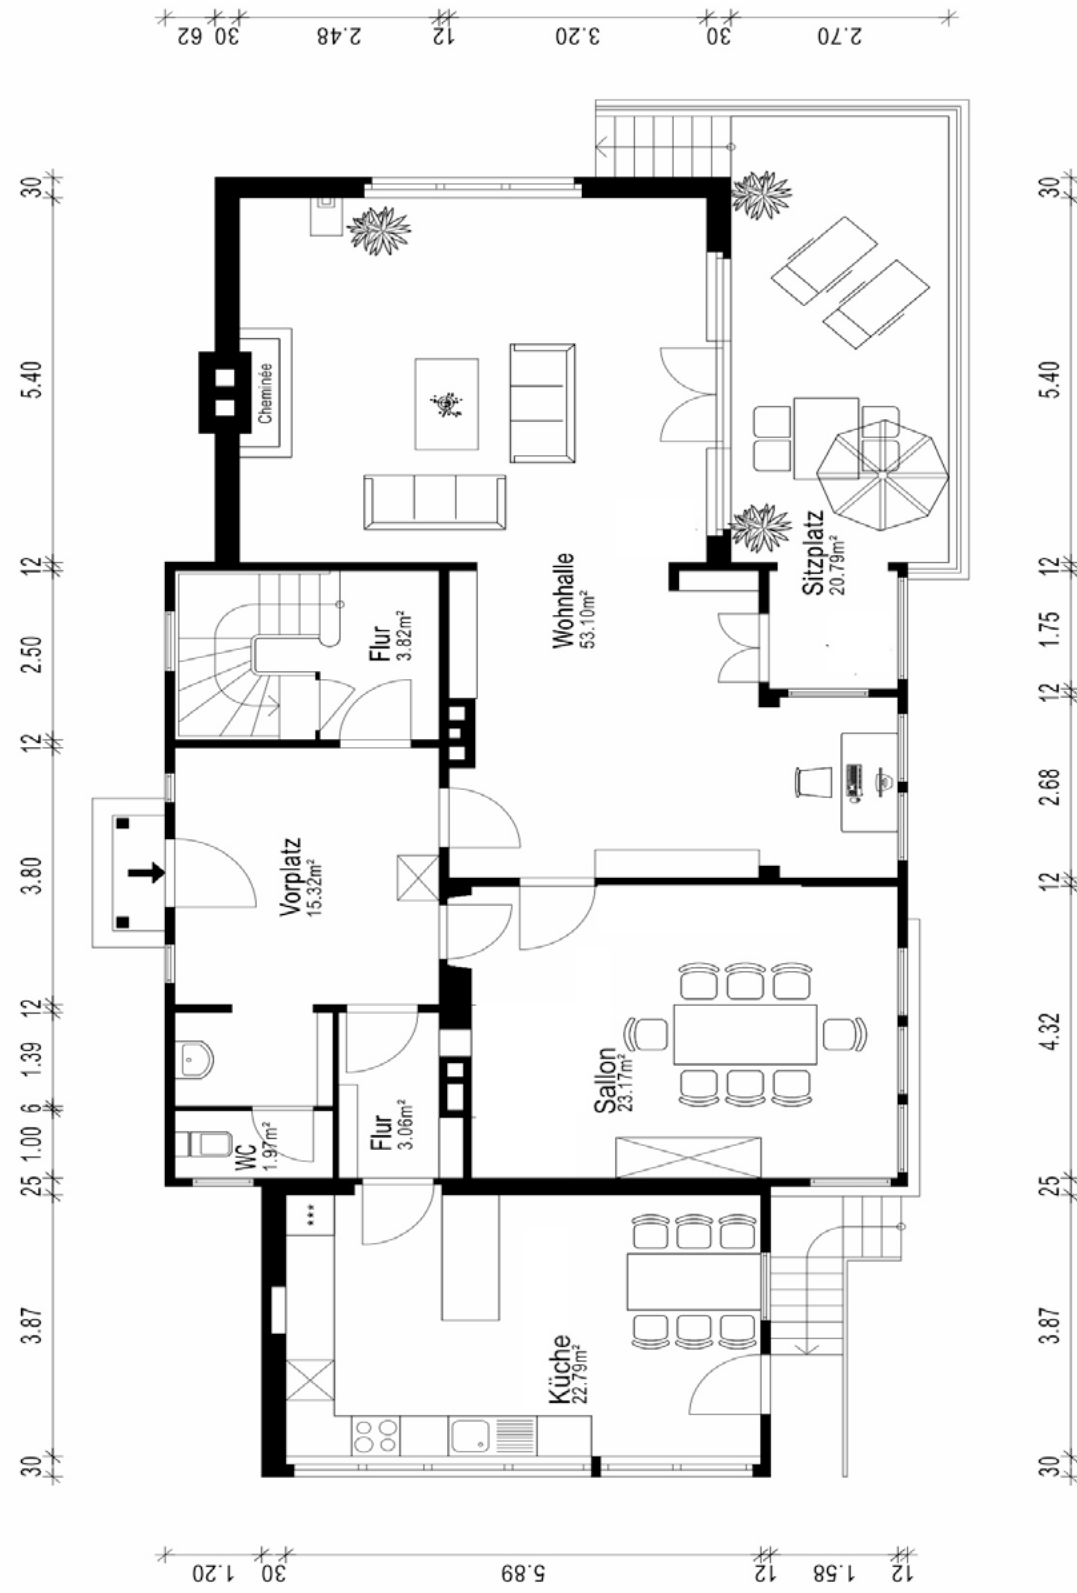 62
30
2.48
12
3.20
30
2.70
30
5.40
12
2.50
12
3.80
12
1.39
6
1.00
25
3.87
30
Cheminée
Flur
3.82m²
Wohnhalle
53.10m²
Sitzplatz
20.79m²
Vorplatz
15.32m²
WC
1.97m²
Flur
3.06m²
Sallon
23.17m²
***
Küche
22.79m²
30
5.40
12
1.75
12
2.68
12
4.32
25
3.87
30
1.20
30
5.89
12
1.58
12